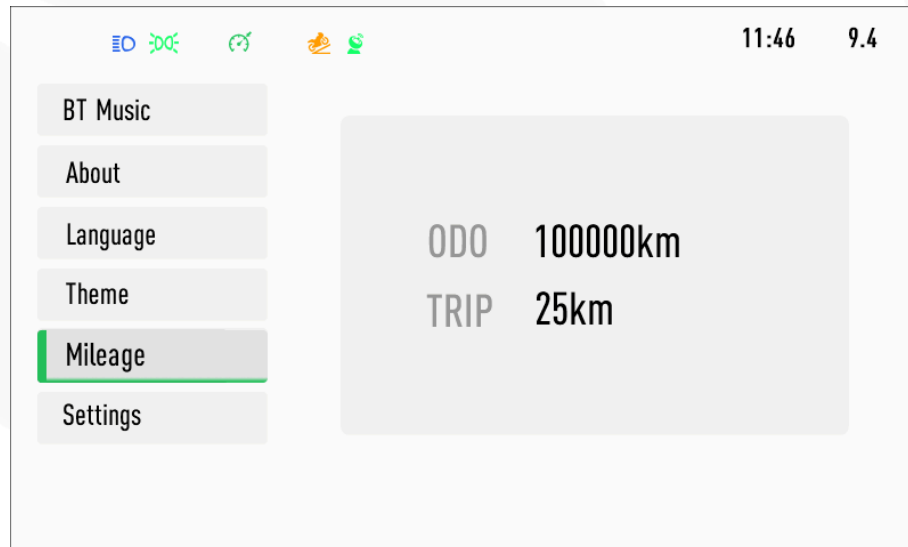 11:46 9.4
BT Music
About
Language
Theme
Mileage
Settings
ODO 100000km
TRIP 25km